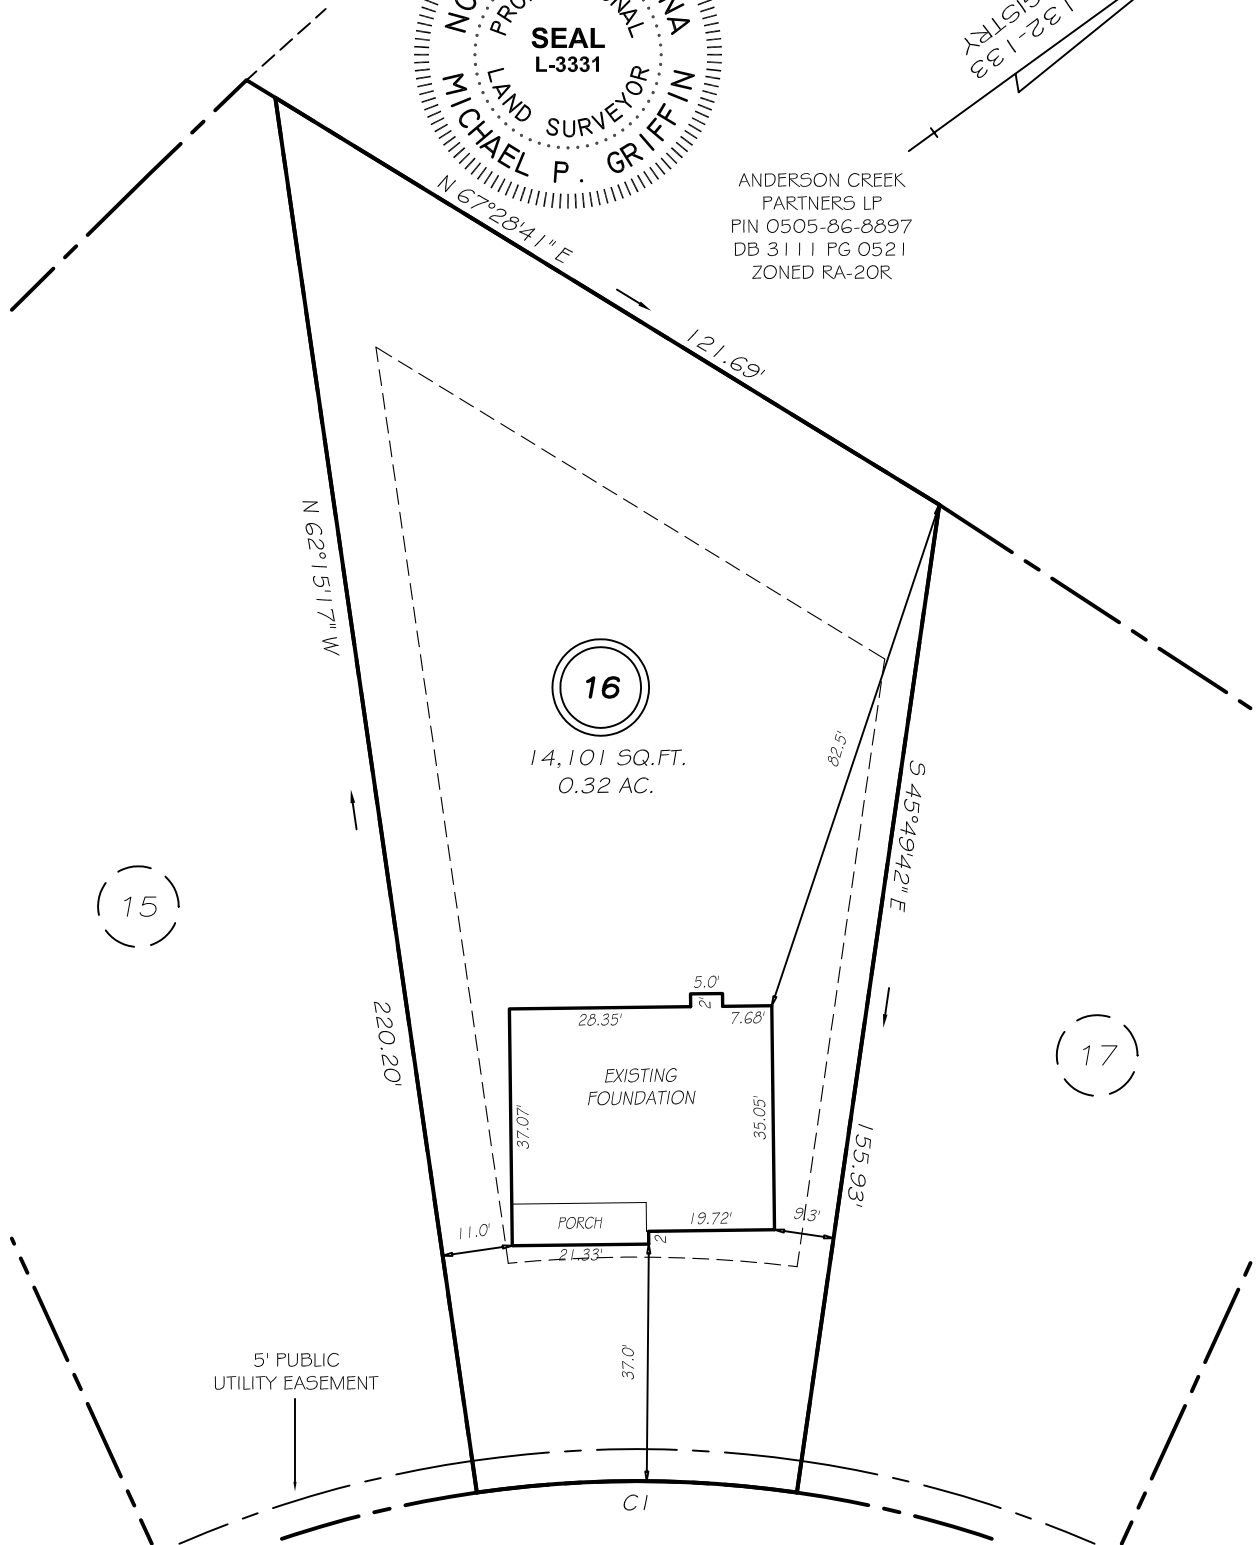 SEAL
L-3331
LAND SURVEYOR
MICHAEL P. GRIFFIN
132-133
ANDERSON CREEK
PARTNERS LP
PIN 0505-86-8897
DB 3111 PG 0521
ZONED RA-20R
N 67°28'41" E
121.69'
N 62°15'17" W
220.20'
16
14,101 SQ.FT.
0.32 AC.
82.5'
S 45°49'42" E
155.93'
15
17
5.0'
2'
28.35'
7.68'
EXISTING
FOUNDATION
37.07'
35.05'
PORCH
19.72'
9.3'
11.0'
21.33'
2'
37.0'
5' PUBLIC
UTILITY EASEMENT
C1